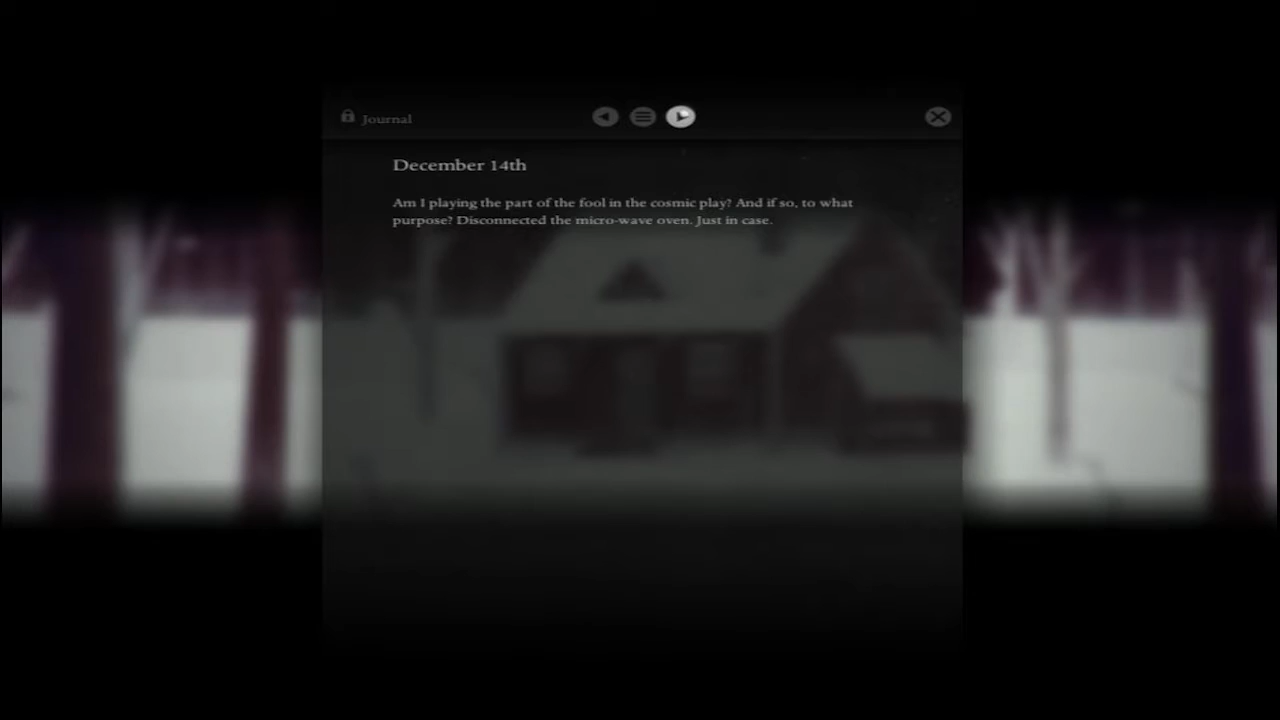 Journal
December 14th
Am I playing the part of the fool in the cosmic play? And if so, to what
purpose? Disconnected the micro-wave oven. Just in case.